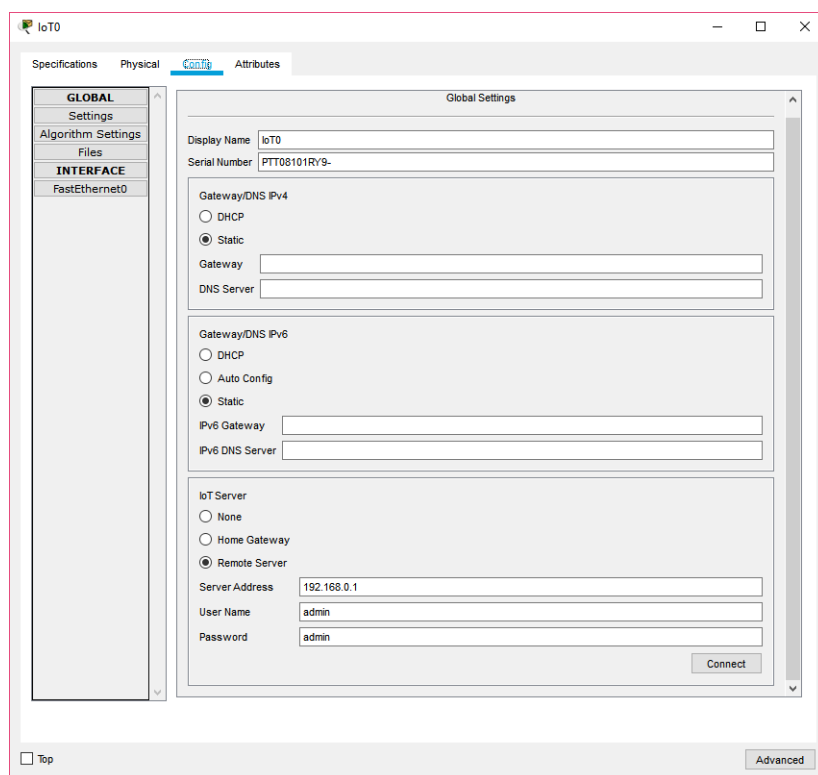 IoT0
Specifications Physical Config Attributes
GLOBAL
Settings
Algorithm Settings
Files
INTERFACE
FastEthernet0
Global Settings
Display Name IoT0
Serial Number PTT08101RY9-
Gateway/DNS IPv4
DHCP
Static
Gateway
DNS Server
Gateway/DNS IPv6
DHCP
Auto Config
Static
IPv6 Gateway
IPv6 DNS Server
IoT Server
None
Home Gateway
Remote Server
Server Address 192.168.0.1
User Name admin
Password admin
Connect
Top
Advanced